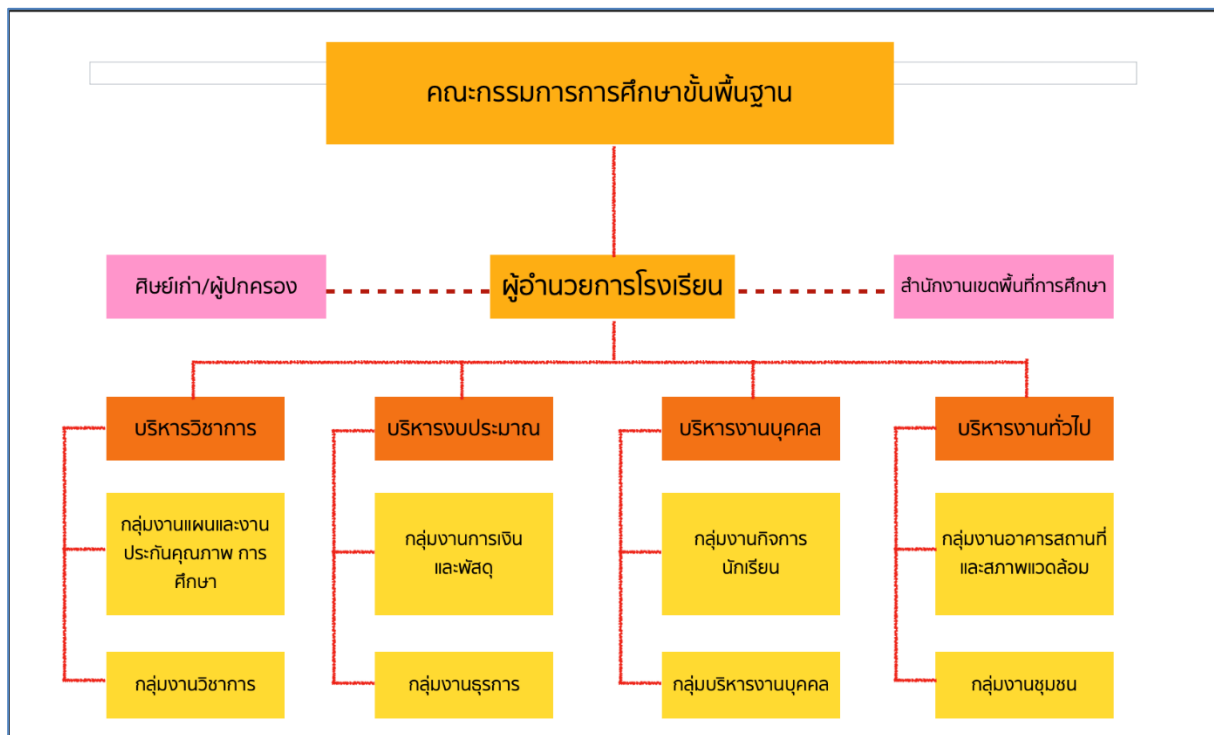 คณะกรรมการการศึกษาขั้นพื้นฐาน
ศิษย์เก่า/ผู้ปกครอง
ผู้อำนวยการโรงเรียน
สำนักงานเขตพื้นที่การศึกษา
บริหารวิชาการ
บริหารงบประมาณ
บริหารงานบุคคล
บริหารงานทั่วไป
กลุ่มงานแผนและงาน
ประกันคุณภาพ การ
ศึกษา
กลุ่มงานการเงิน
และพัสดุ
กลุ่มงานกิจการ
นักเรียน
กลุ่มงานอาคารสถานที่
และสภาพแวดล้อม
กลุ่มงานวิชาการ
กลุ่มงานธุรการ
กลุ่มบริหารงานบุคคล
กลุ่มงานชุมชน